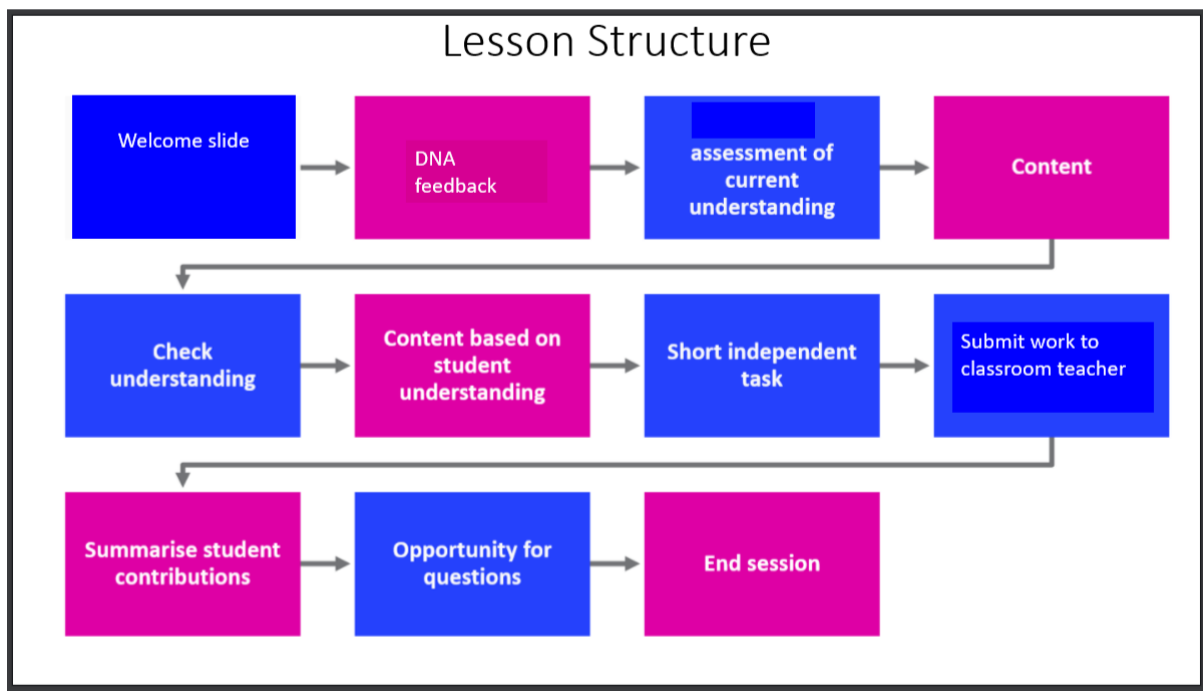 Lesson Structure
Welcome slide
DNA
feedback
assessment of
current
understanding
Content
Check
understanding
Content based on
student
understanding
Short independent
task
Submit work to
classroom teacher
Summarise student
contributions
Opportunity for
questions
End session